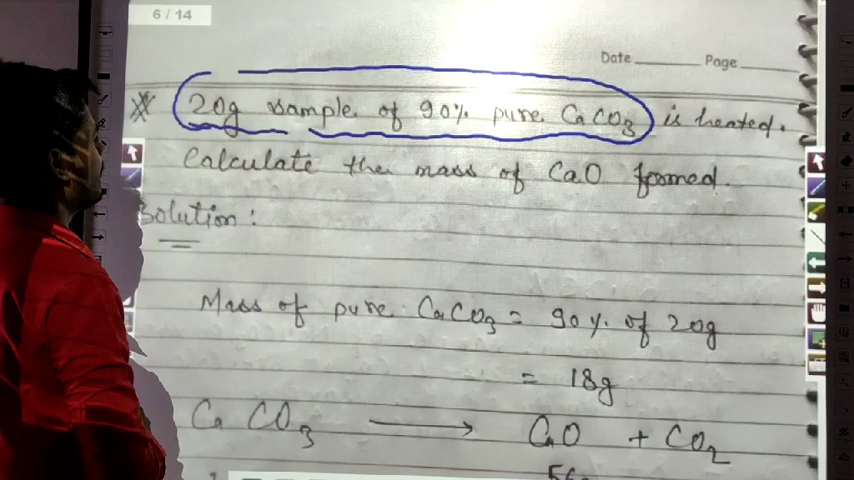 6 / 14
Date Page
20g sample of 90% pure CaCO3 is heated.
Calculate the mass of CaO formed.
Solution :
Mass of pure CaCO3 = 90% of 20g
= 18g
CaCO3 → CaO + CO2